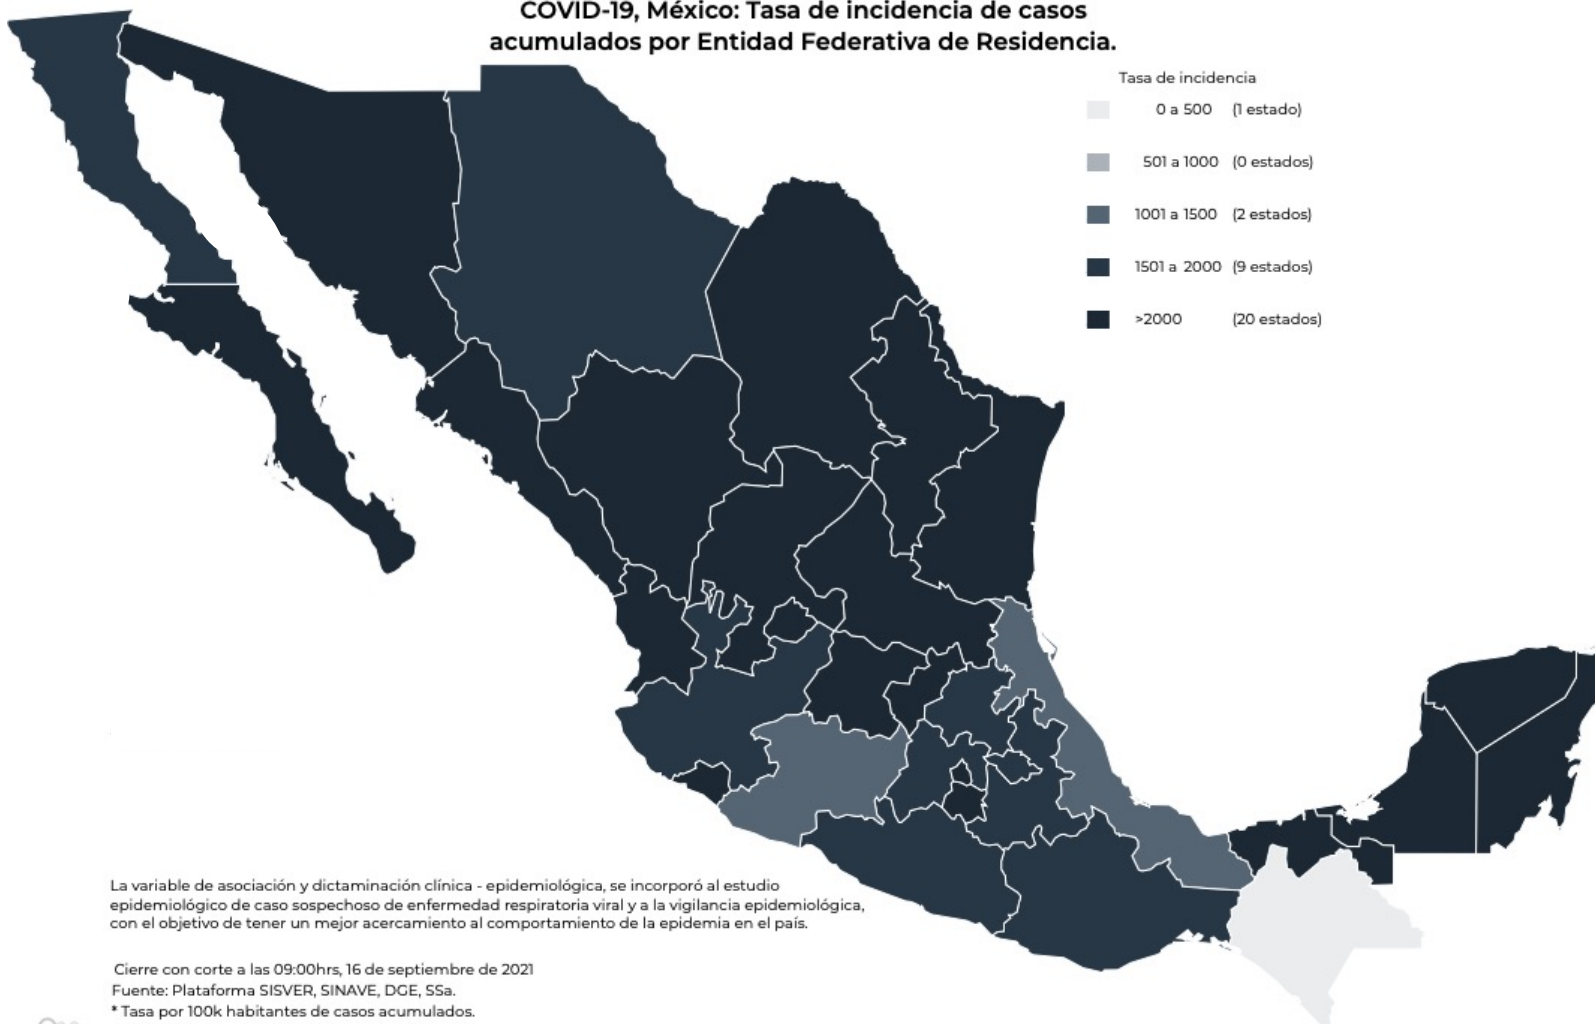 COVID-19, México: Tasa de incidencia de casos
acumulados por Entidad Federativa de Residencia.
Tasa de incidencia
0 a 500 (1 estado)
501 a 1000 (0 estados)
1001 a 1500 (2 estados)
1501 a 2000 (9 estados)
>2000 (20 estados)
La variable de asociación y dictaminación clínica - epidemiológica, se incorporó al estudio
epidemiológico de caso sospechoso de enfermedad respiratoria viral y a la vigilancia epidemiológica,
con el objetivo de tener un mejor acercamiento al comportamiento de la epidemia en el país.
Cierre con corte a las 09:00hrs, 16 de septiembre de 2021
Fuente: Plataforma SISVER, SINAVE, DGE, SSa.
* Tasa por 100k habitantes de casos acumulados.